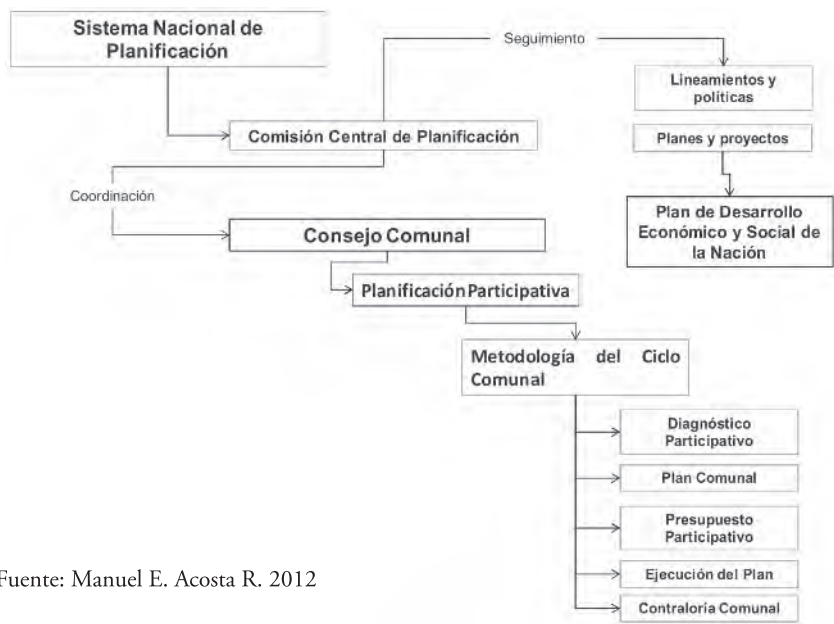 Sistema Nacional de
Planificación
Seguimiento
Lineamientos y
políticas
Comisión Central de Planificación
Planes y proyectos
Coordinación
Plan de Desarrollo
Económico y Social de
la Nación
Consejo Comunal
Planificación Participativa
Metodología del Ciclo
Comunal
Diagnóstico
Participativo
Plan Comunal
Presupuesto
Participativo
Ejecución del Plan
Contraloría Comunal
Fuente: Manuel E. Acosta R. 2012